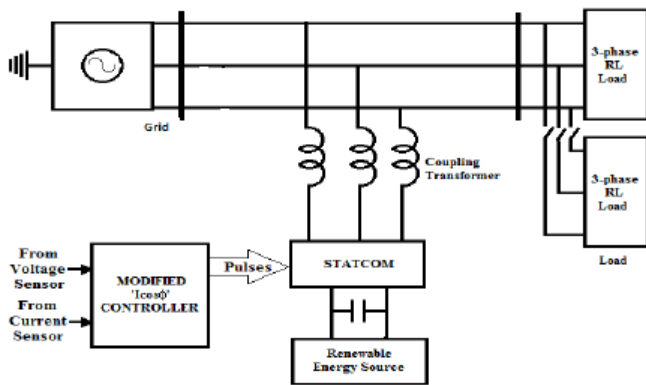 3-phase
RL
Load
Grid
Coupling
Transformer
3-phase
RL
Load
Load
From
Voltage
Sensor
From
Current
Sensor
MODIFIED
'Icosϕ'
CONTROLLER
Pulses
STATCOM
Renewable
Energy Source